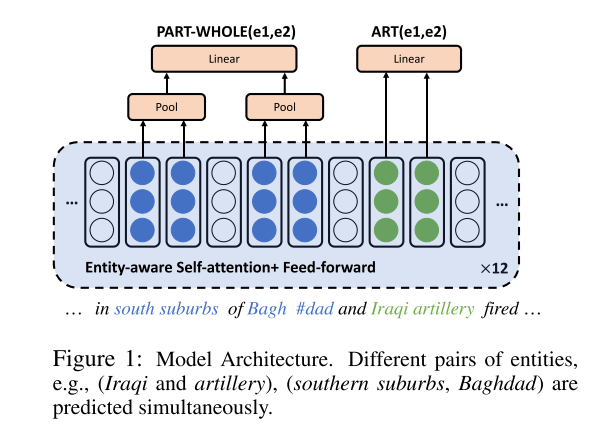 PART-WHOLE(e1,e2) ART(e1,e2)
Linear Linear
Pool Pool
... ...
Entity-aware Self-attention+ Feed-forward ×12
... in south suburbs of Bagh #dad and Iraqi artillery fired ...
Figure 1: Model Architecture. Different pairs of entities,
e.g., (Iraqi and artillery), (southern suburbs, Baghdad) are
predicted simultaneously.